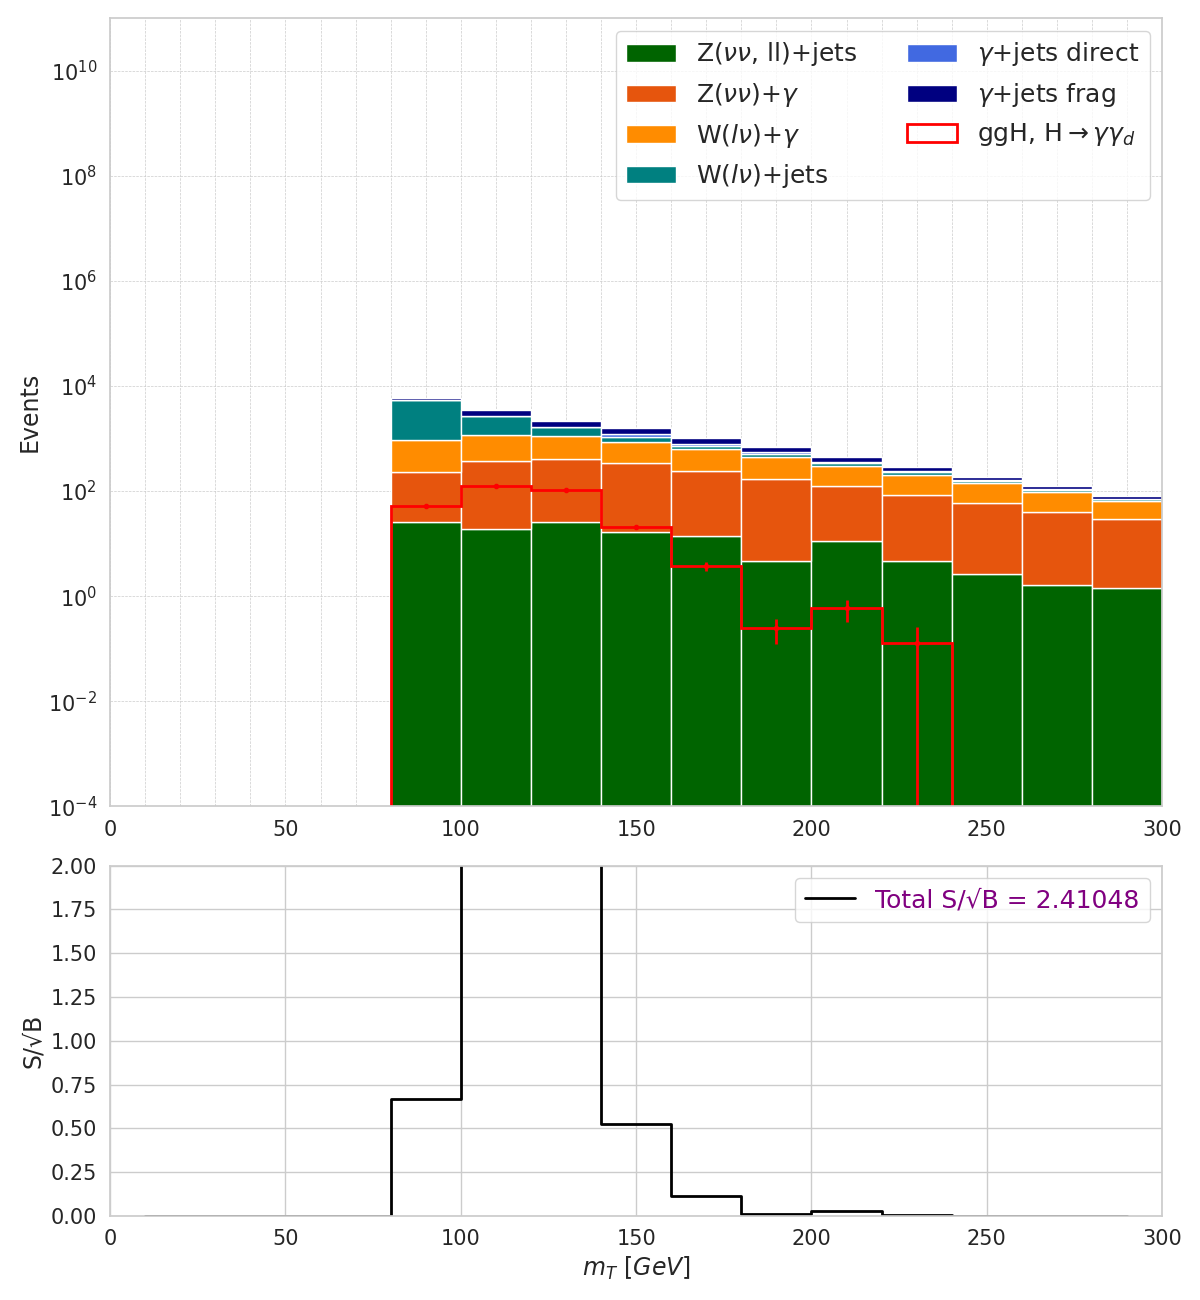 Z(νν, ll)+jets
Z(νν)+γ
W(lν)+γ
W(lν)+jets
γ+jets direct
γ+jets frag
ggH, H→γγ_d
Events
10^10
10^8
10^6
10^4
10^2
10^0
10^−2
10^−4
0 50 100 150 200 250 300
Total S/√B = 2.41048
S/√B
2.00
1.75
1.50
1.25
1.00
0.75
0.50
0.25
0.00
0 50 100 150 200 250 300
m_T [GeV]